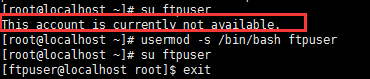 [root@localhost ~]# su ftpuser
This account is currently not available.
[root@localhost ~]# usermod -s /bin/bash ftpuser
[root@localhost ~]# su ftpuser
[ftpuser@localhost root]$ exit